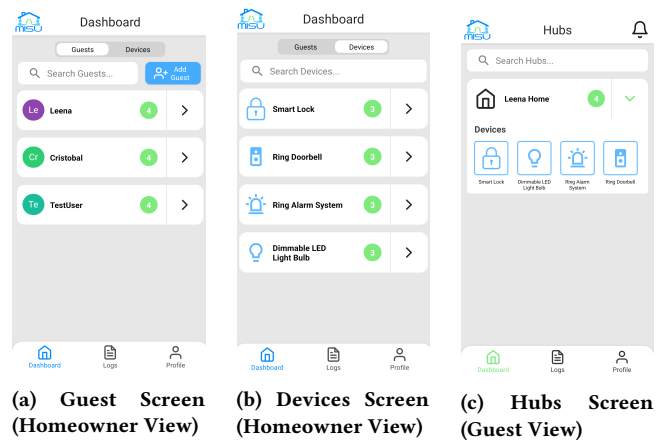 MISU
Dashboard
Guests
Devices
Search Guests...
Add
Guest
Le
Leena
4
Cr
Cristobal
4
Te
TestUser
4
Dashboard
Logs
Profile
(a) Guest Screen
(Homeowner View)
MISU
Dashboard
Guests
Devices
Search Devices...
Smart Lock
3
Ring Doorbell
3
Ring Alarm System
3
Dimmable LED
Light Bulb
3
Dashboard
Logs
Profile
(b) Devices Screen
(Homeowner View)
MISU
Hubs
Search Hubs...
Leena Home
4
Devices
Smart Lock
Dimmable LED
Light Bulb
Ring Alarm
System
Ring Doorbell
Dashboard
Logs
Profile
(c) Hubs Screen
(Guest View)